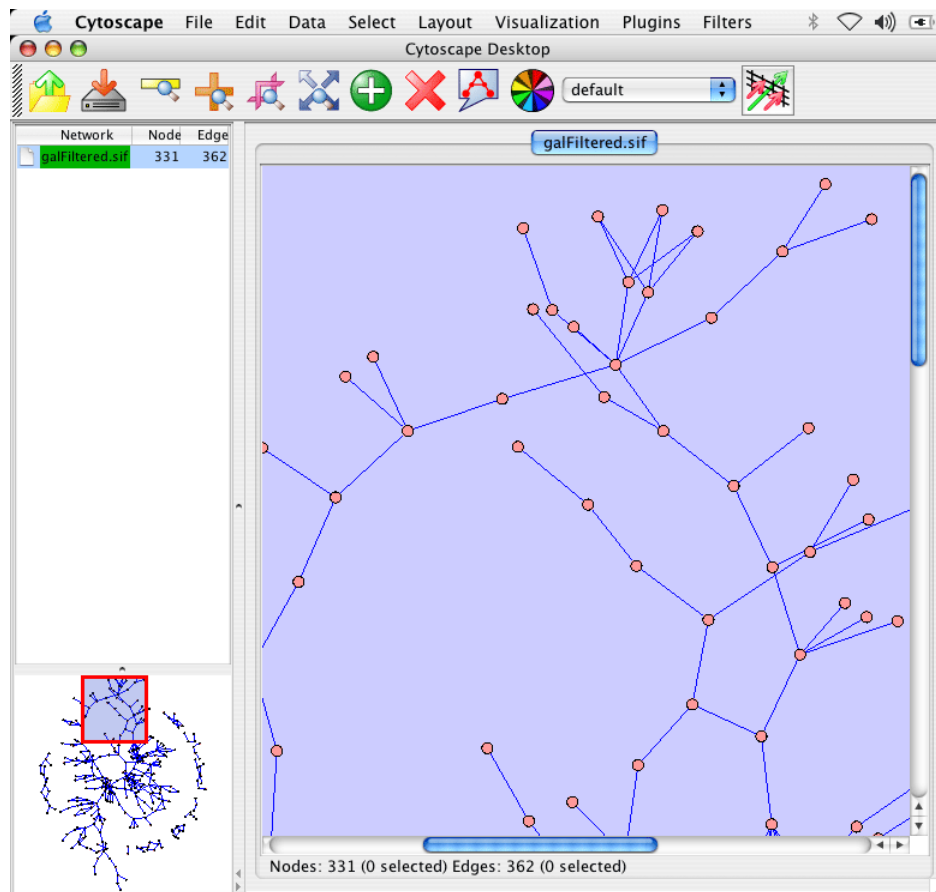 Cytoscape File Edit Data Select Layout Visualization Plugins Filters
Cytoscape Desktop
default
Network Node Edge
galFiltered.sif 331 362
galFiltered.sif
Nodes: 331 (0 selected) Edges: 362 (0 selected)